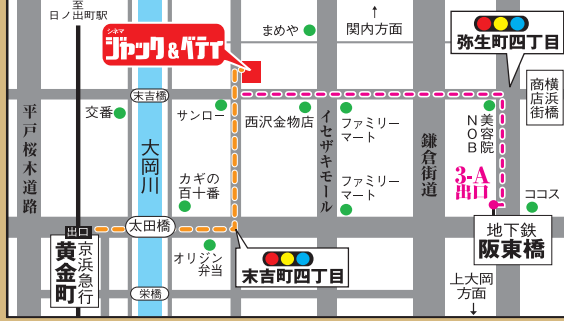 至
日ノ出町駅
シネマ
ジャック&ベティ
まめや
↑
関内方面
弥生町四丁目
横浜橋
商店街
末吉橋
交番
サンロー
西沢金物店
ファミリー
マート
美容院
NOB
平戸桜木道路
大岡川
イセザキモール
鎌倉街道
カギの
百十番
ファミリー
マート
3-A
出口
ココス
太田橋
出口
京浜急行
黄金町
オリジン
弁当
末吉町四丁目
地下鉄
阪東橋
栄橋
上大岡
方面
↓